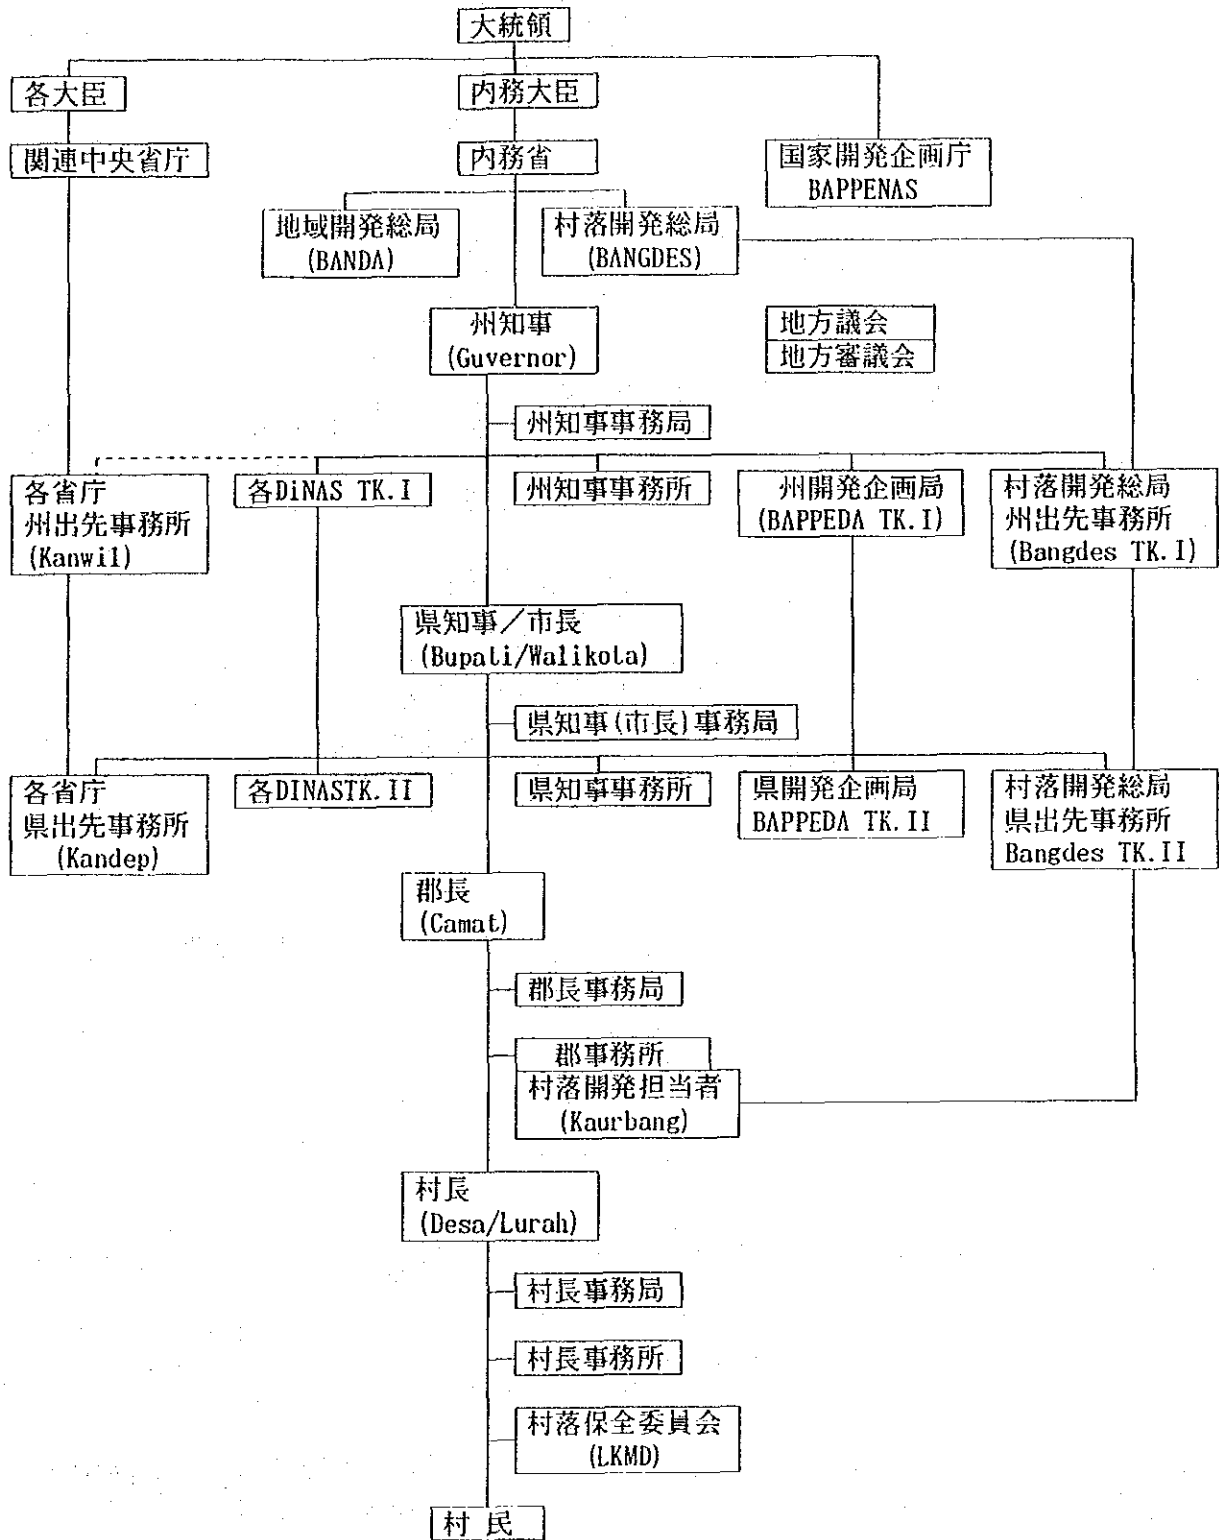 大統領
各大臣
内務大臣
関連中央省庁
内務省
国家開発企画庁
BAPPENAS
地域開発総局
(BANDA)
村落開発総局
(BANGDES)
州知事
(Guvernor)
地方議会
地方審議会
州知事事務局
各省庁
州出先事務所
(Kanwil)
各DiNAS TK.I
州知事事務所
州開発企画局
(BAPPEDA TK.I)
村落開発総局
州出先事務所
(Bangdes TK.I)
県知事／市長
(Bupati/Walikota)
県知事(市長)事務局
各省庁
県出先事務所
(Kandep)
各DINASTK.II
県知事事務所
県開発企画局
BAPPEDA TK.II
村落開発総局
県出先事務所
Bangdes TK.II
郡長
(Camat)
郡長事務局
郡事務所
村落開発担当者
(Kaurbang)
村長
(Desa/Lurah)
村長事務局
村長事務所
村落保全委員会
(LKMD)
村 民